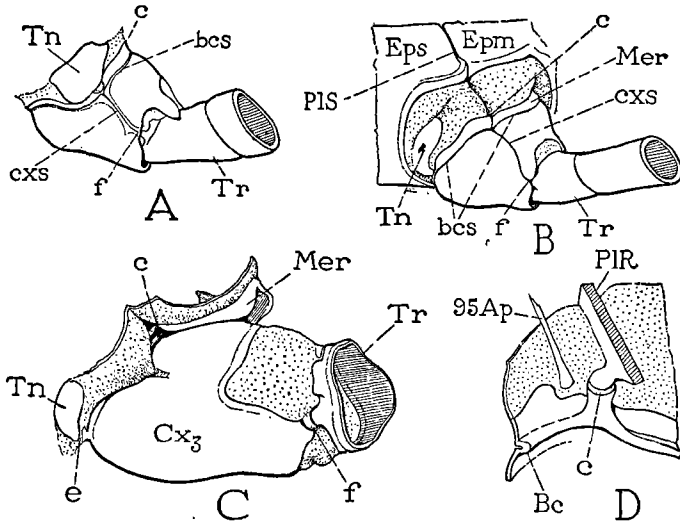 Tn
c
bcs
cxs
f
Tr
A
Eps
Epm
c
Mer
PlS
cxs
Tn
bcs
f
Tr
B
c
Mer
Tr
Tn
Cx3
e
C
f
PlR
95Ap
c
Bc
D